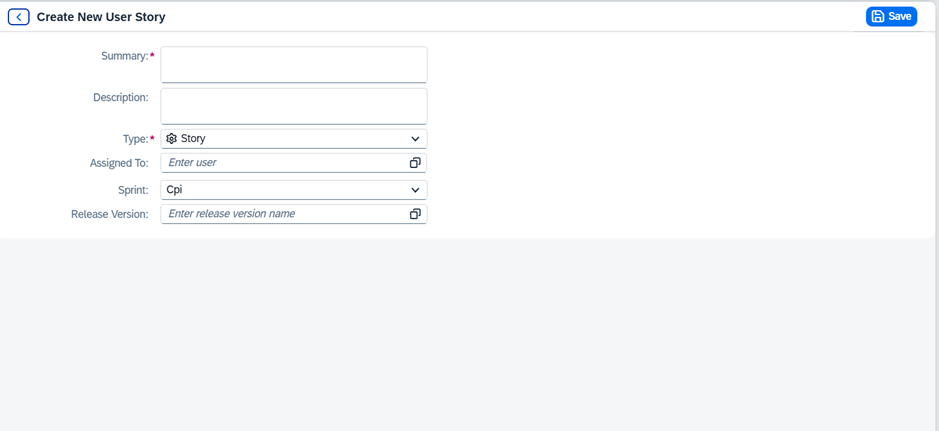 Create New User Story
Save
Summary:*
Description:
Type:* Story
Assigned To: Enter user
Sprint: Cpi
Release Version: Enter release version name